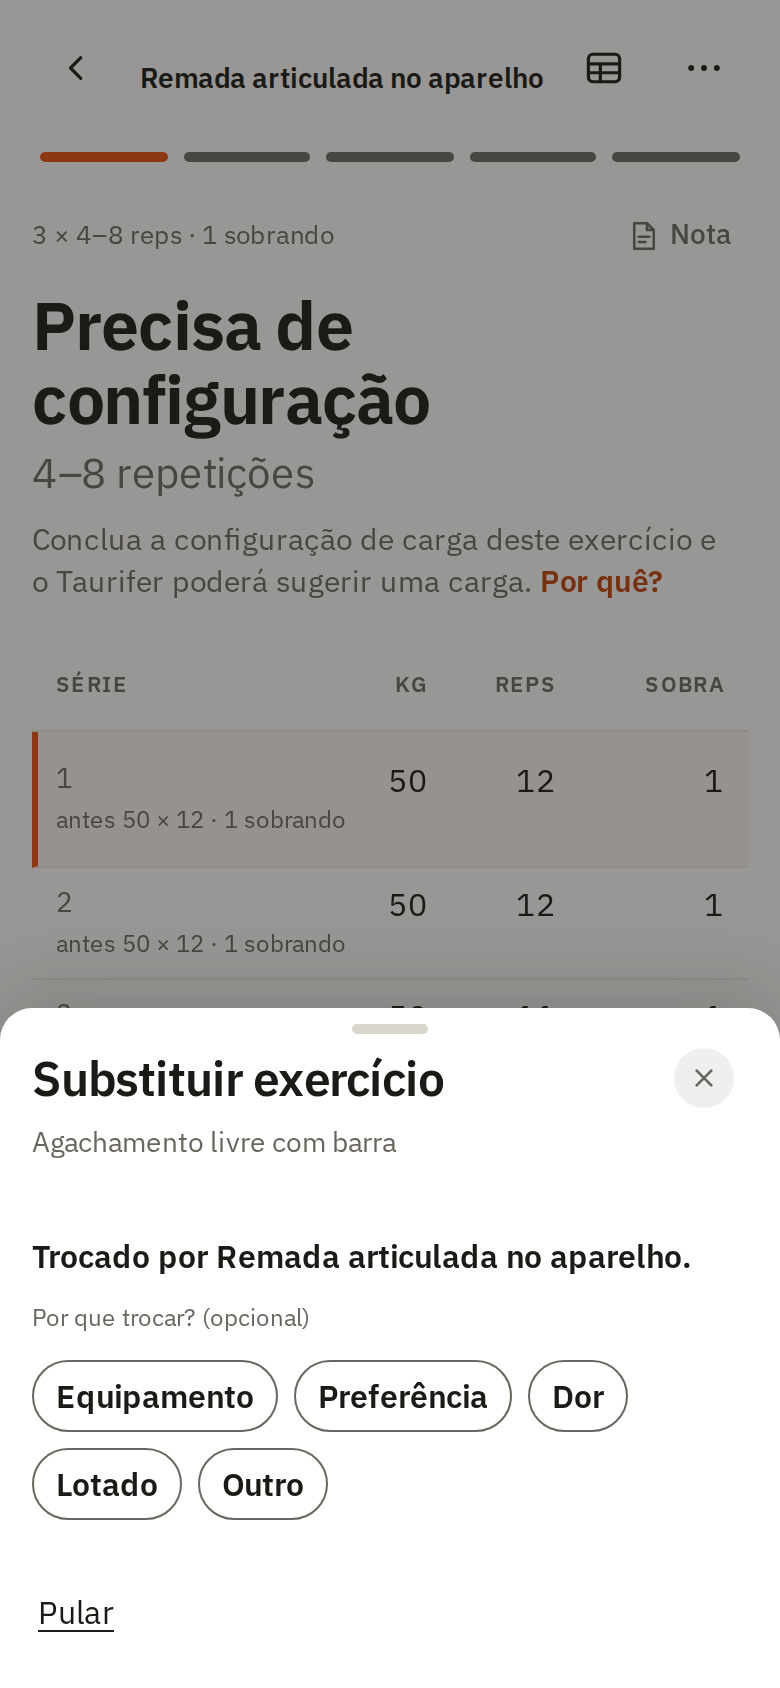 Remada articulada no aparelho
3 × 4–8 reps · 1 sobrando
Nota
Precisa de
configuração
4–8 repetições
Conclua a configuração de carga deste exercício e
o Taurifer poderá sugerir uma carga. Por quê?
SÉRIE KG REPS SOBRA
1 50 12 1
antes 50 × 12 · 1 sobrando
2 50 12 1
antes 50 × 12 · 1 sobrando
Substituir exercício
Agachamento livre com barra
Trocado por Remada articulada no aparelho.
Por que trocar? (opcional)
Equipamento Preferência Dor
Lotado Outro
Pular